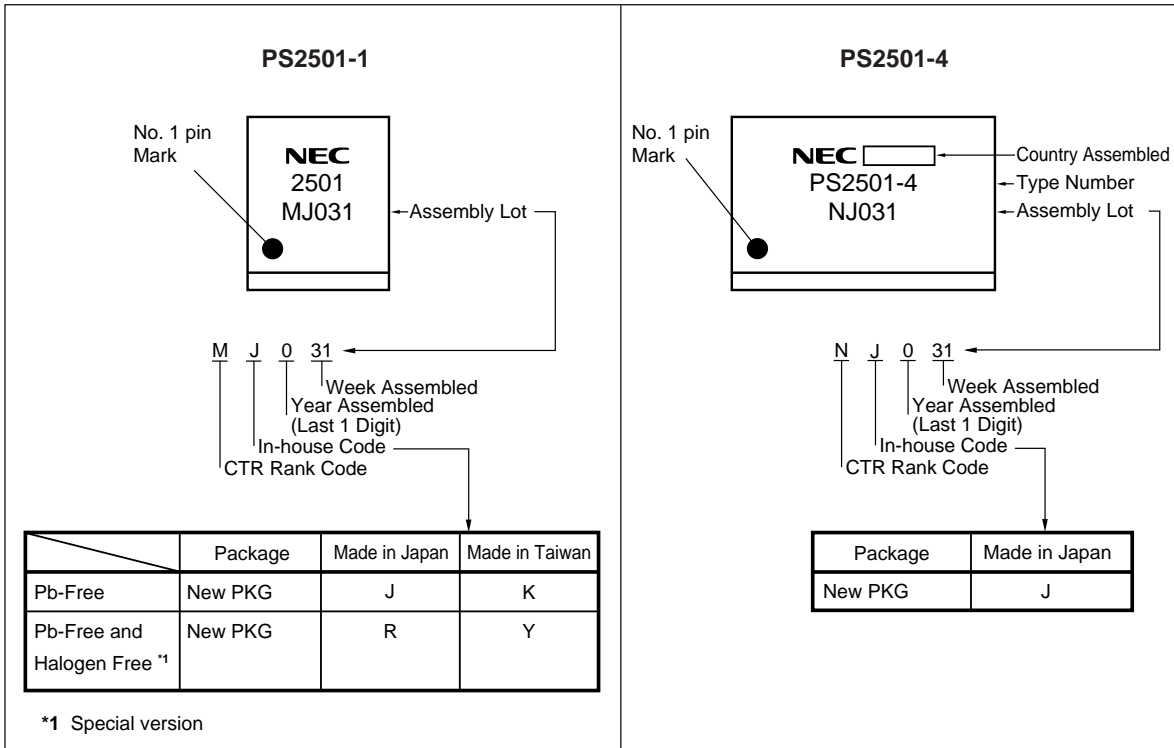 PS2501-1
No. 1 pin
Mark
NEC
2501
MJ031
Assembly Lot
M J 0 31
Week Assembled
Year Assembled
(Last 1 Digit)
In-house Code
CTR Rank Code
Package Made in Japan Made in Taiwan
Pb-Free New PKG J K
Pb-Free and New PKG R Y
Halogen Free *1
*1 Special version
PS2501-4
No. 1 pin
Mark
NEC
Country Assembled
PS2501-4
Type Number
NJ031
Assembly Lot
N J 0 31
Week Assembled
Year Assembled
(Last 1 Digit)
In-house Code
CTR Rank Code
Package Made in Japan
New PKG J